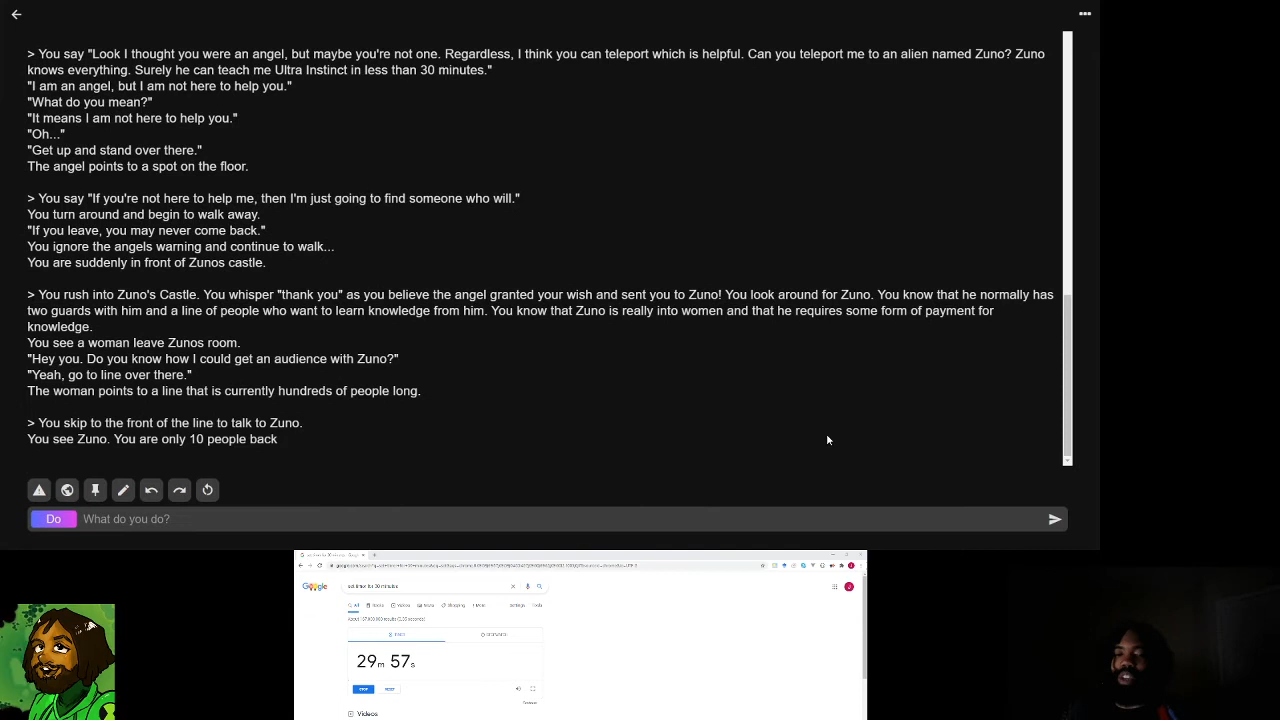 > You say "Look I thought you were an angel, but maybe you're not one. Regardless, I think you can teleport which is helpful. Can you teleport me to an alien named Zuno? Zuno
knows everything. Surely he can teach me Ultra Instinct in less than 30 minutes."
"I am an angel, but I am not here to help you."
"What do you mean?"
"It means I am not here to help you."
"Oh..."
"Get up and stand over there."
The angel points to a spot on the floor.
> You say "If you're not here to help me, then I'm just going to find someone who will."
You turn around and begin to walk away.
"If you leave, you may never come back."
You ignore the angels warning and continue to walk...
You are suddenly in front of Zunos castle.
> You rush into Zuno's Castle. You whisper "thank you" as you believe the angel granted your wish and sent you to Zuno! You look around for Zuno. You know that he normally has
two guards with him and a line of people who want to learn knowledge from him. You know that Zuno is really into women and that he requires some form of payment for
knowledge.
You see a woman leave Zunos room.
"Hey you. Do you know how I could get an audience with Zuno?"
"Yeah, go to line over there."
The woman points to a line that is currently hundreds of people long.
> You skip to the front of the line to talk to Zuno.
You see Zuno. You are only 10 people back
Do What do you do?
Google
set timer for 30 minutes
All Videos Shopping More Settings Tools
29m 57s
STOP RESET
Videos